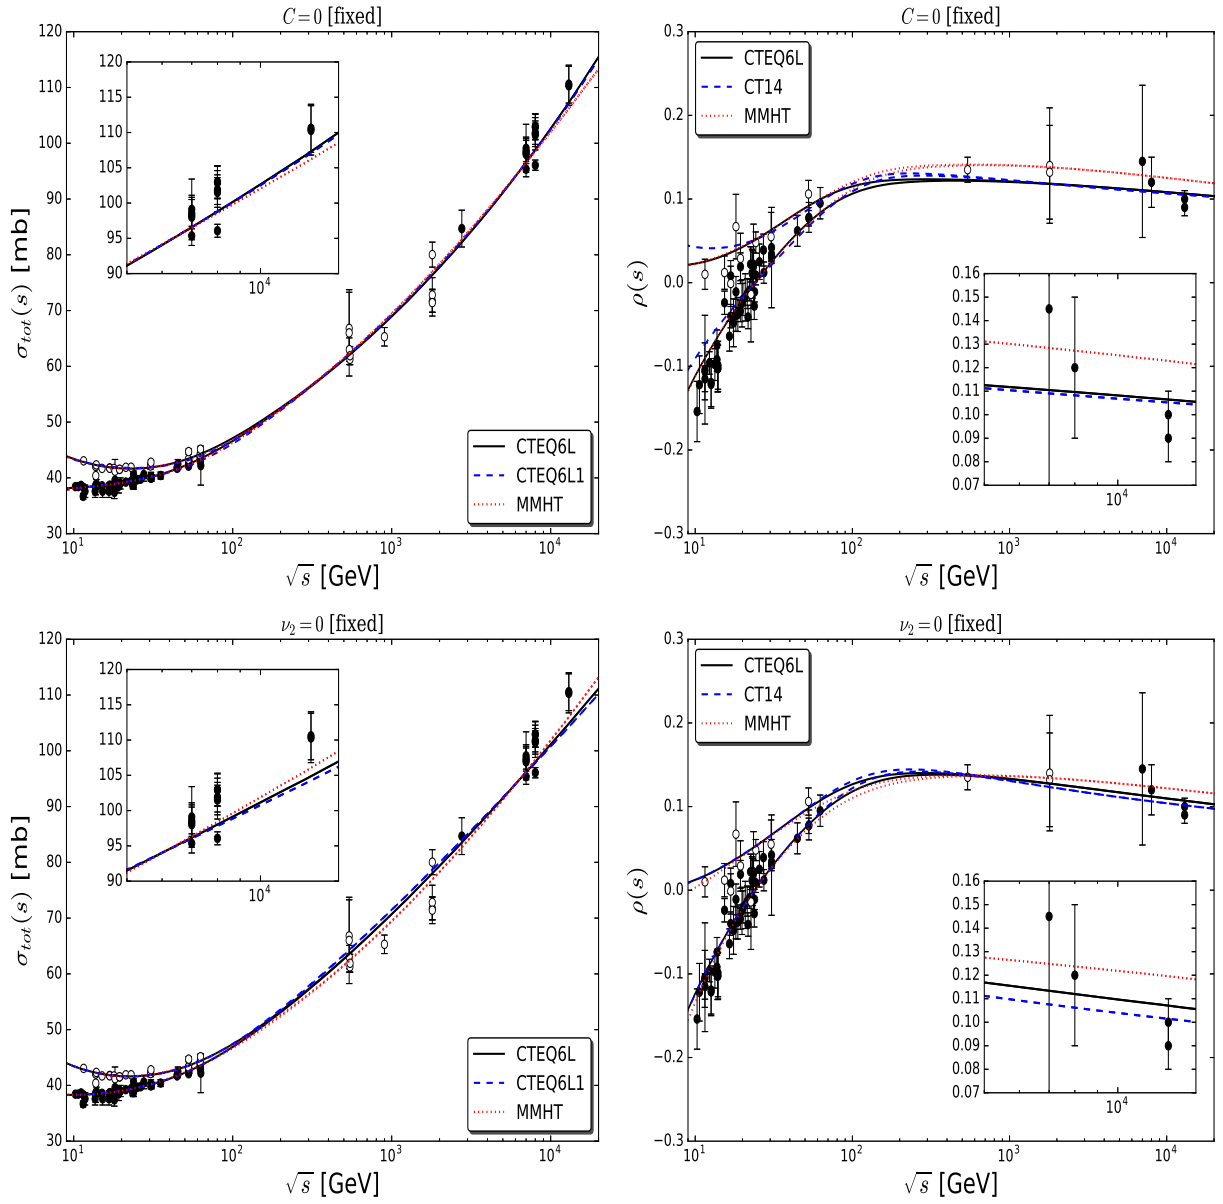 C = 0 [fixed]
σ_tot(s) [mb]
120
110
100
90
80
70
60
50
40
30
120
115
110
105
100
95
90
10^4
CTEQ6L
CTEQ6L1
MMHT
10^1 10^2 10^3 10^4
√s [GeV]
C = 0 [fixed]
ρ(s)
0.3
0.2
0.1
0.0
−0.1
−0.2
−0.3
CTEQ6L
CT14
MMHT
0.16
0.15
0.14
0.13
0.12
0.11
0.10
0.09
0.08
0.07
10^4
10^1 10^2 10^3 10^4
√s [GeV]
ν_2 = 0 [fixed]
σ_tot(s) [mb]
120
110
100
90
80
70
60
50
40
30
120
115
110
105
100
95
90
10^4
CTEQ6L
CTEQ6L1
MMHT
10^1 10^2 10^3 10^4
√s [GeV]
ν_2 = 0 [fixed]
ρ(s)
0.3
0.2
0.1
0.0
−0.1
−0.2
−0.3
CTEQ6L
CT14
MMHT
0.16
0.15
0.14
0.13
0.12
0.11
0.10
0.09
0.08
0.07
10^4
10^1 10^2 10^3 10^4
√s [GeV]